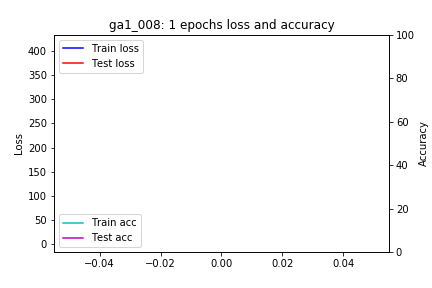 ga1_008: 1 epochs loss and accuracy
Train loss
Test loss
Train acc
Test acc
Loss
400
350
300
250
200
150
100
50
0
Accuracy
100
80
60
40
20
0
−0.04
−0.02
0.00
0.02
0.04